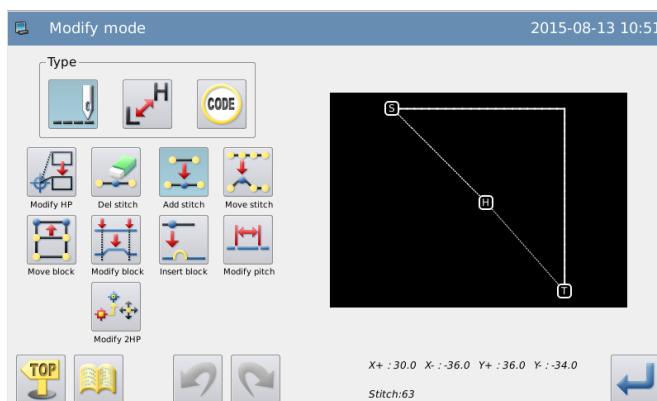 Modify mode 2015-08-13 10:51
Type
L H CODE
Modify HP Del stitch Add stitch Move stitch
Move block Modify block Insert block Modify pitch
Modify 2HP
S
H
T
X+ : 30.0 X- : -36.0 Y+ : 36.0 Y- : -34.0
TOP
Stitch:63